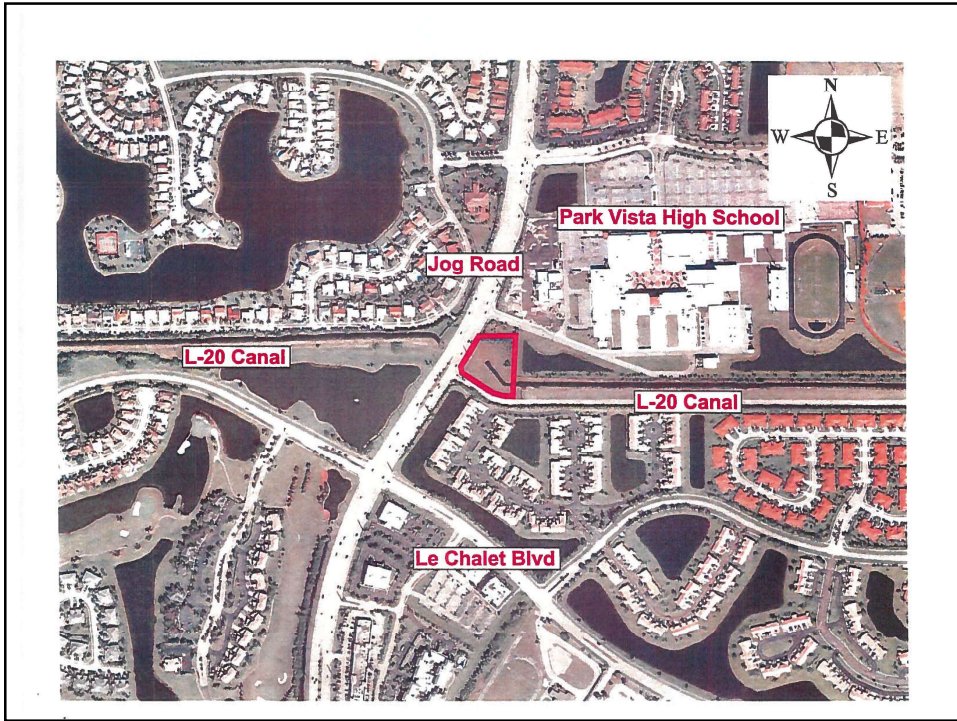 N
W
E
S
Park Vista High School
Jog Road
L-20 Canal
L-20 Canal
Le Chalet Blvd